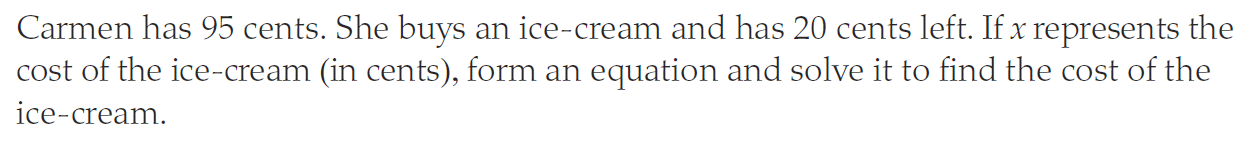 Carmen has 95 cents. She buys an ice-cream and has 20 cents left. If x represents the
cost of the ice-cream (in cents), form an equation and solve it to find the cost of the
ice-cream.